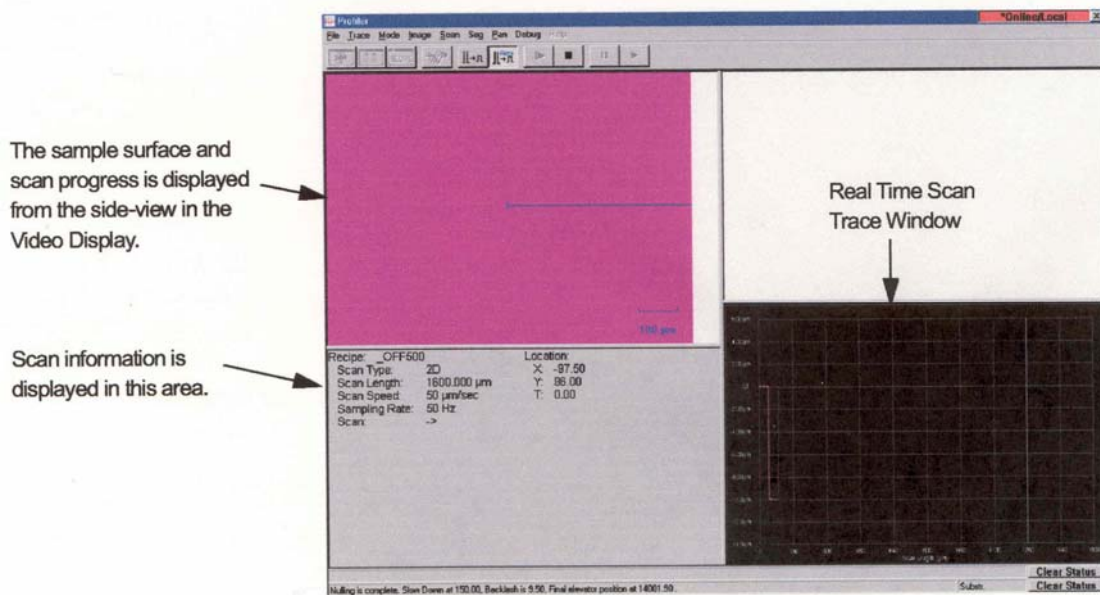 Profiler
*Online/Local X
File Trace Mode Image Scan Seg Pan Debug Help
The sample surface and
scan progress is displayed
from the side-view in the
Video Display.
100 µm
Real Time Scan
Trace Window
Scan information is
displayed in this area.
Recipe: _OFF500
Scan Type: 2D
Scan Length: 1600.000 µm
Scan Speed: 50 µm/sec
Sampling Rate: 50 Hz
Scan: ->
Location:
X: -97.50
Y: 86.00
T: 0.00
Clear Status
Nulling is complete. Slow Down at 150.00, Backlash is 9.50, Final elevator position at 14001.50.
Clear Status